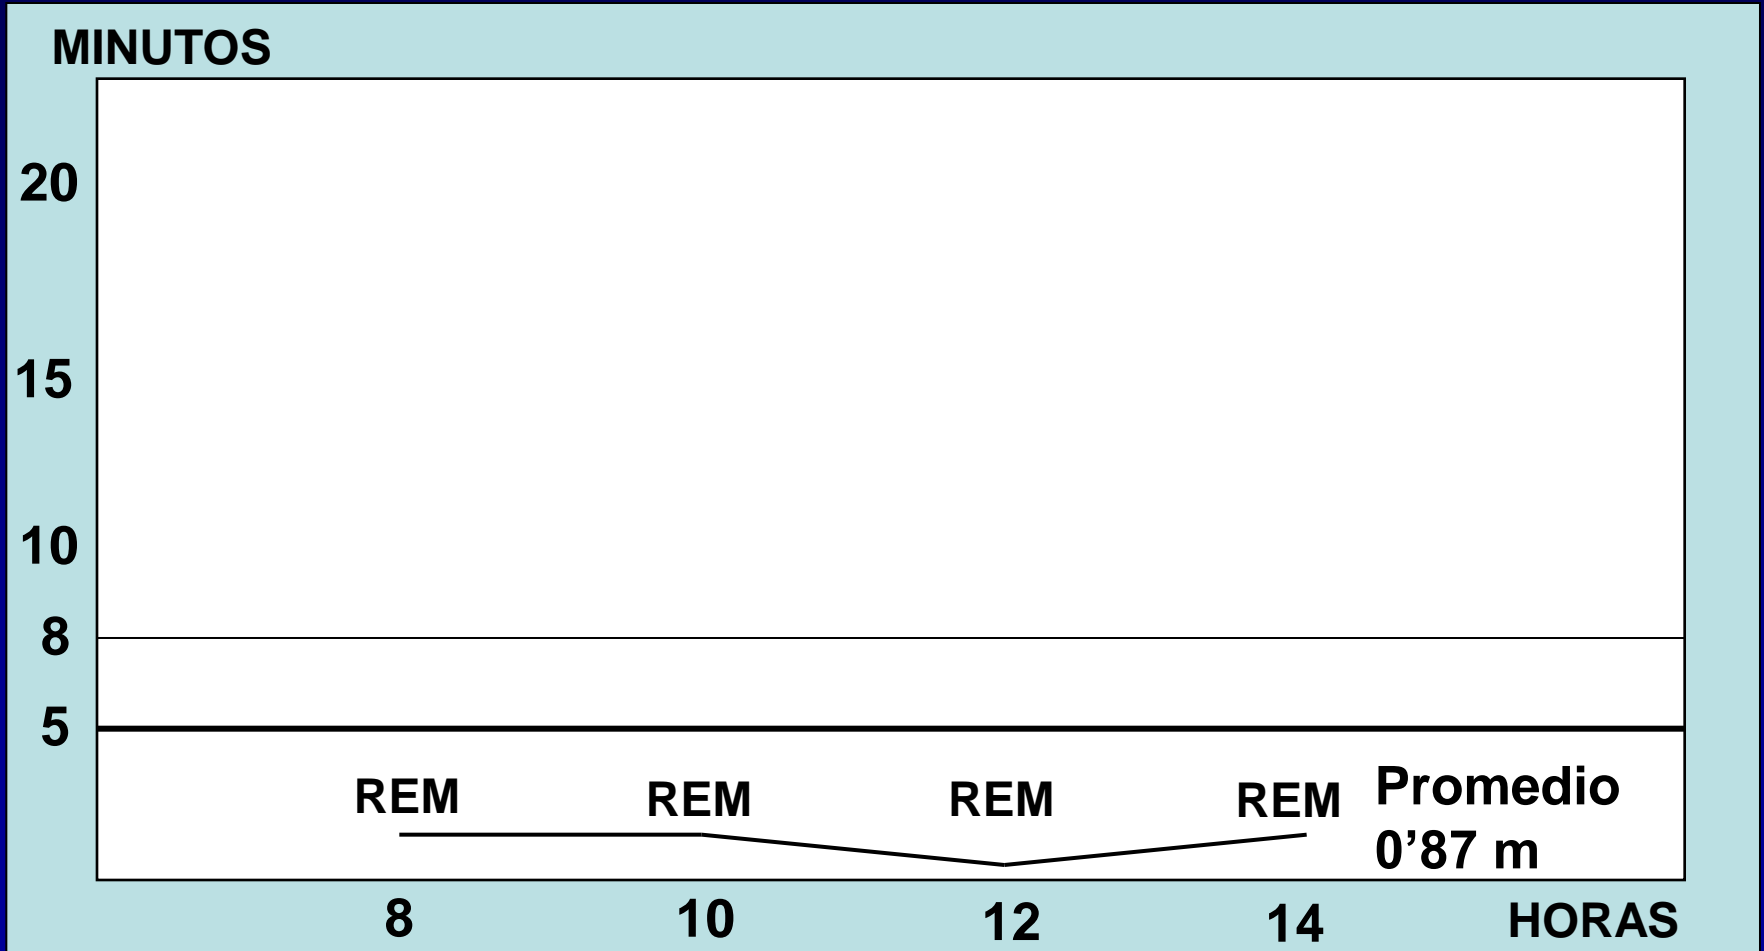 MINUTOS
20
15
10
8
5
REM REM REM REM
Promedio
0’87 m
8 10 12 14 HORAS